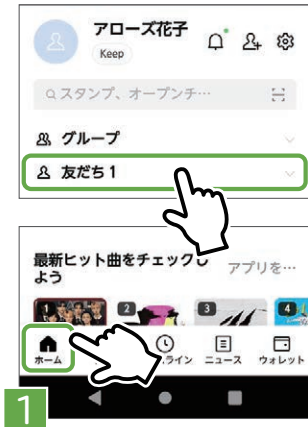 アローズ花子
Keep
スタンプ、オープンチ…
グループ
友だち 1
最新ヒット曲をチェックし
よう
アプリを…
1
2
3
4
ホーム
ライン
ニュース
ウォレット
1